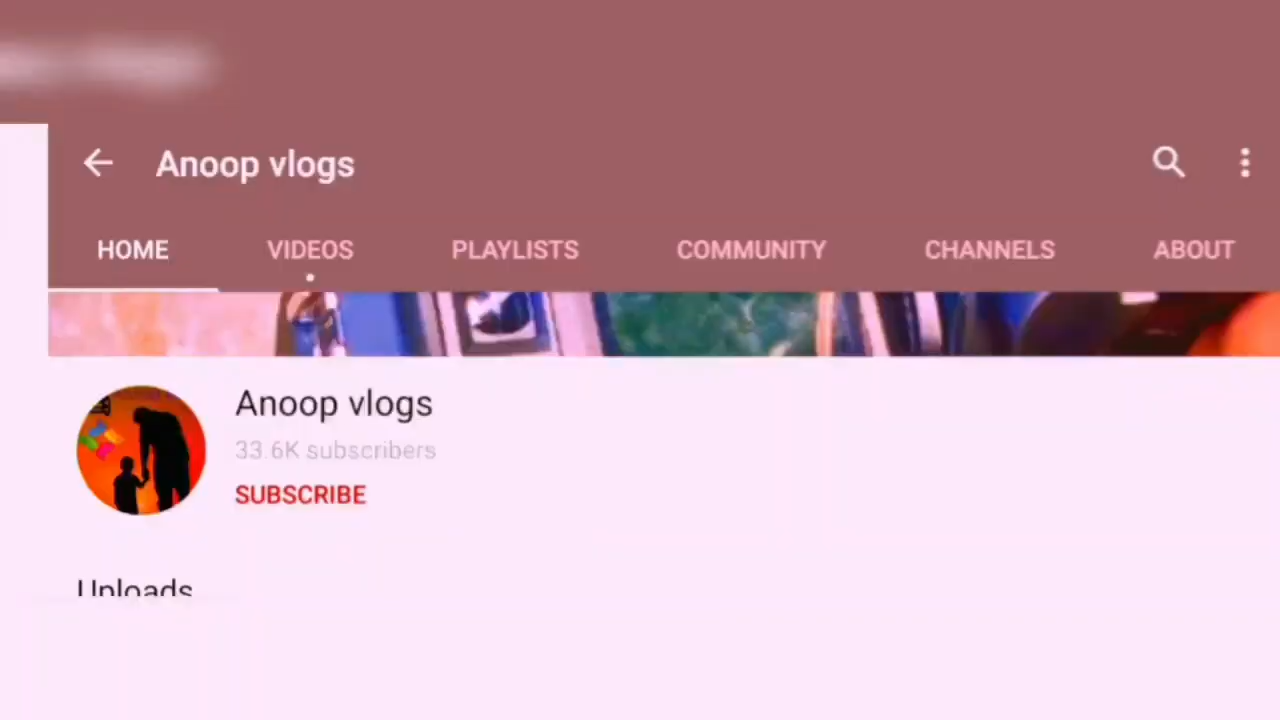 Anoop vlogs
HOME VIDEOS PLAYLISTS COMMUNITY CHANNELS ABOUT
Anoop vlogs
33.6K subscribers
SUBSCRIBE
Uploads